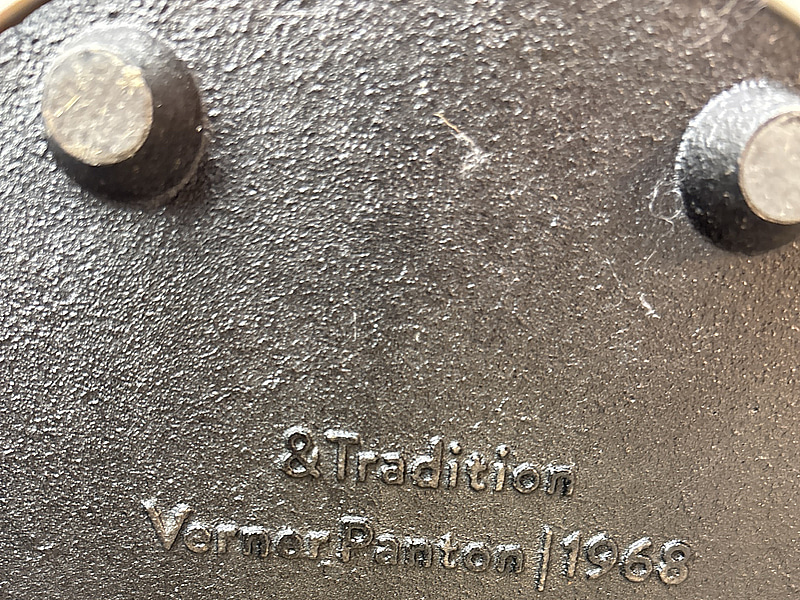 &Tradition
Verner Panton | 1968